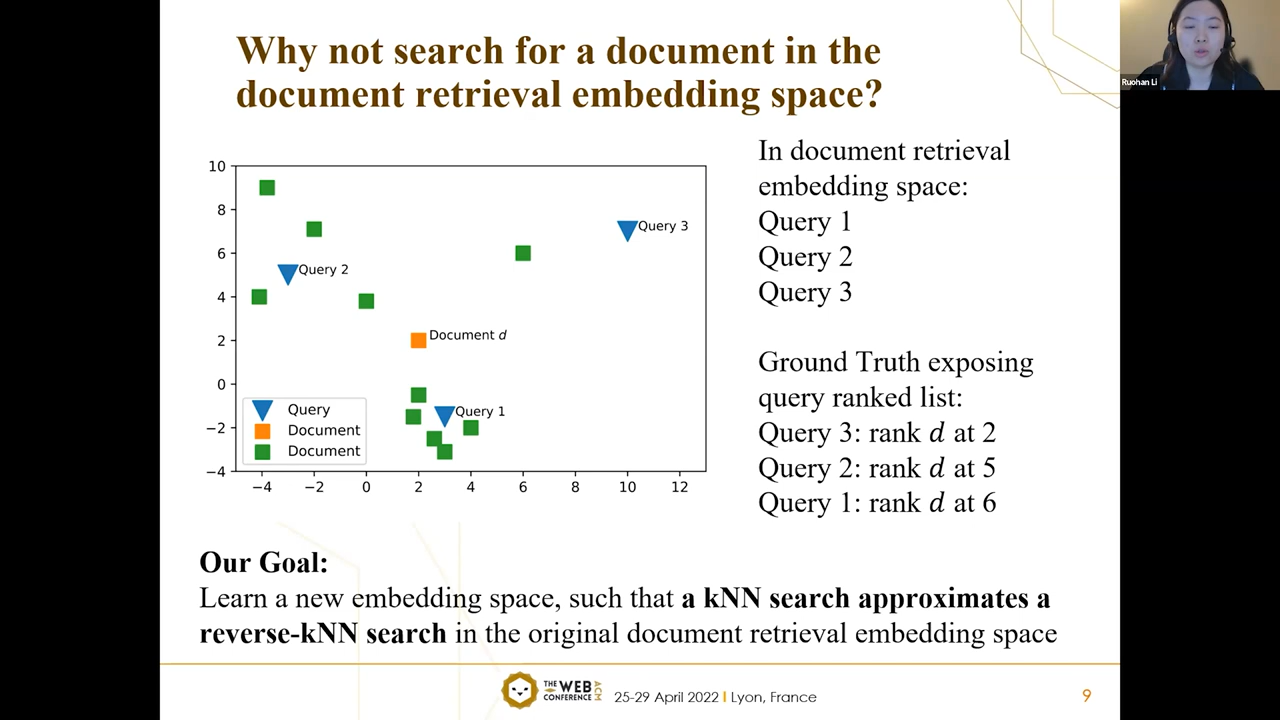 Why not search for a document in the
document retrieval embedding space?
Ruohan Li
In document retrieval
embedding space:
Query 1
Query 2
Query 3
Ground Truth exposing
query ranked list:
Query 3: rank d at 2
Query 2: rank d at 5
Query 1: rank d at 6
10
8
6
4
2
0
−2
−4
−4 −2 0 2 4 6 8 10 12
Query 3
Query 2
Document d
Query 1
Query
Document
Document
Our Goal:
Learn a new embedding space, such that a kNN search approximates a
reverse-kNN search in the original document retrieval embedding space
THE WEB CONFERENCE ACM
25-29 April 2022 I Lyon, France
9